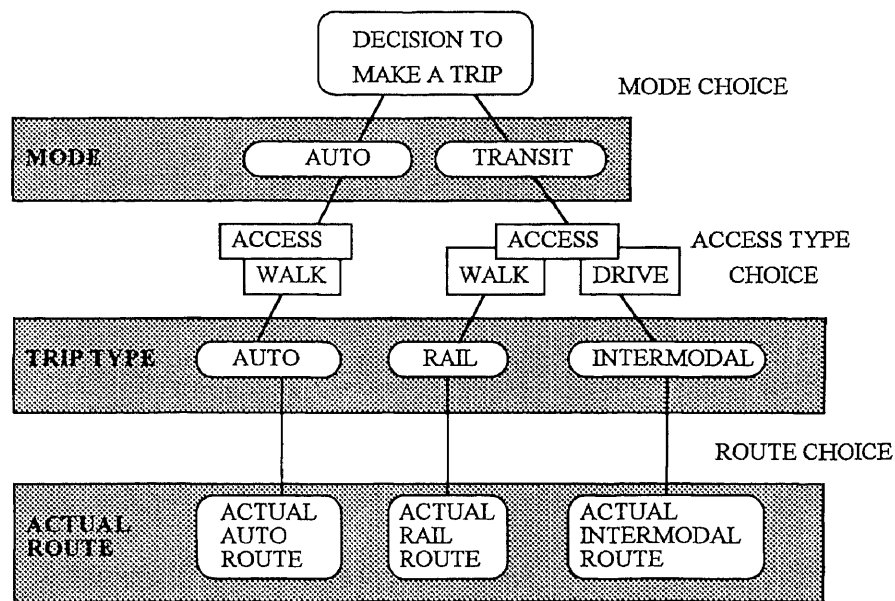 DECISION TO
MAKE A TRIP
MODE CHOICE
MODE
AUTO
TRANSIT
ACCESS
WALK
ACCESS
WALK
DRIVE
ACCESS TYPE
CHOICE
TRIP TYPE
AUTO
RAIL
INTERMODAL
ROUTE CHOICE
ACTUAL
ROUTE
ACTUAL
AUTO
ROUTE
ACTUAL
RAIL
ROUTE
ACTUAL
INTERMODAL
ROUTE